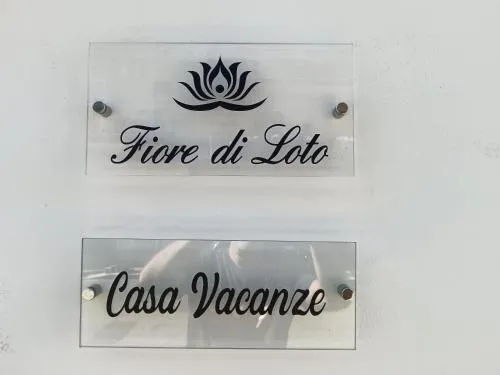 Fiore di Loto
Casa Vacanze